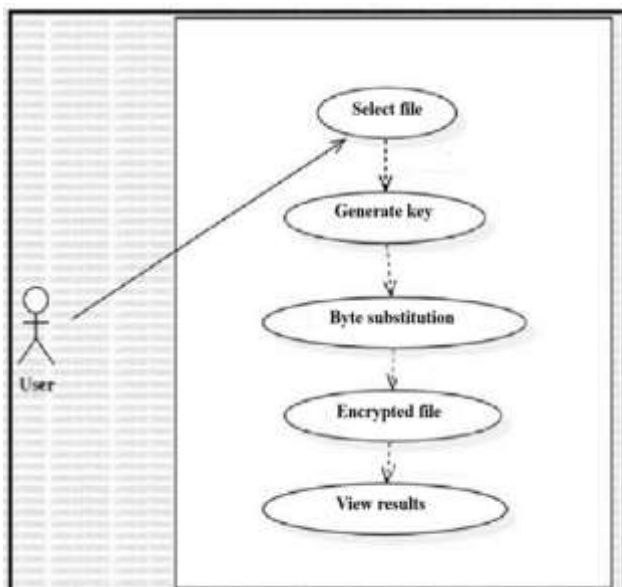 Select file
Generate key
Byte substitution
User
Encrypted file
View results